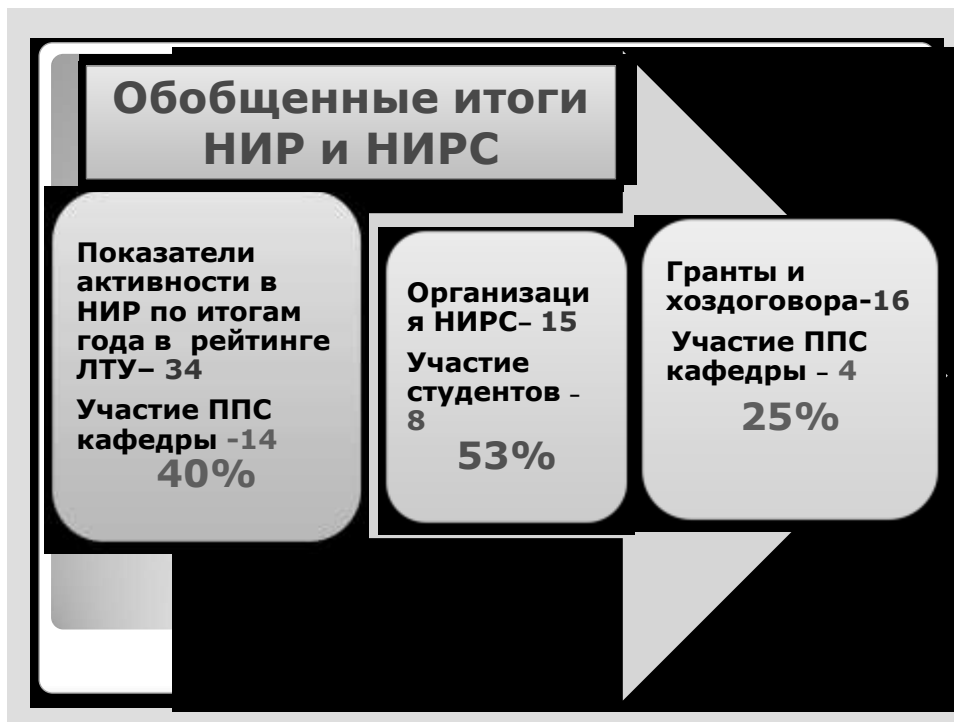 Обобщенные итоги
НИР и НИРС
Показатели
активности в
НИР по итогам
года в рейтинге
ЛТУ– 34
Участие ППС
кафедры -14
40%
Организаци
я НИРС– 15
Участие
студентов –
8
53%
Гранты и
хоздоговора-16
Участие ППС
кафедры – 4
25%